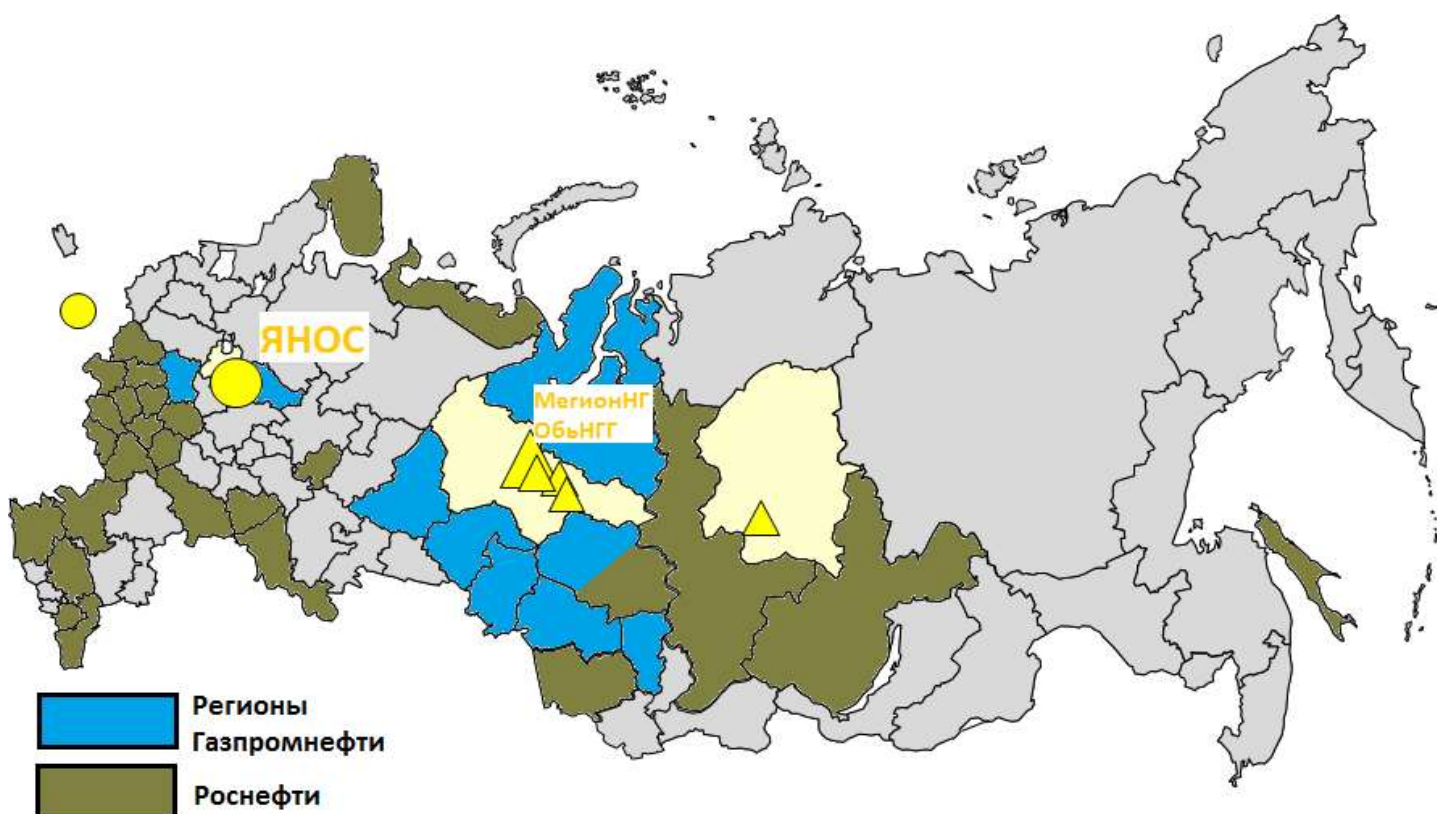 ЯНОС
МегионНГ
ОбьНГГ
Регионы
Газпромнефти
Роснефти